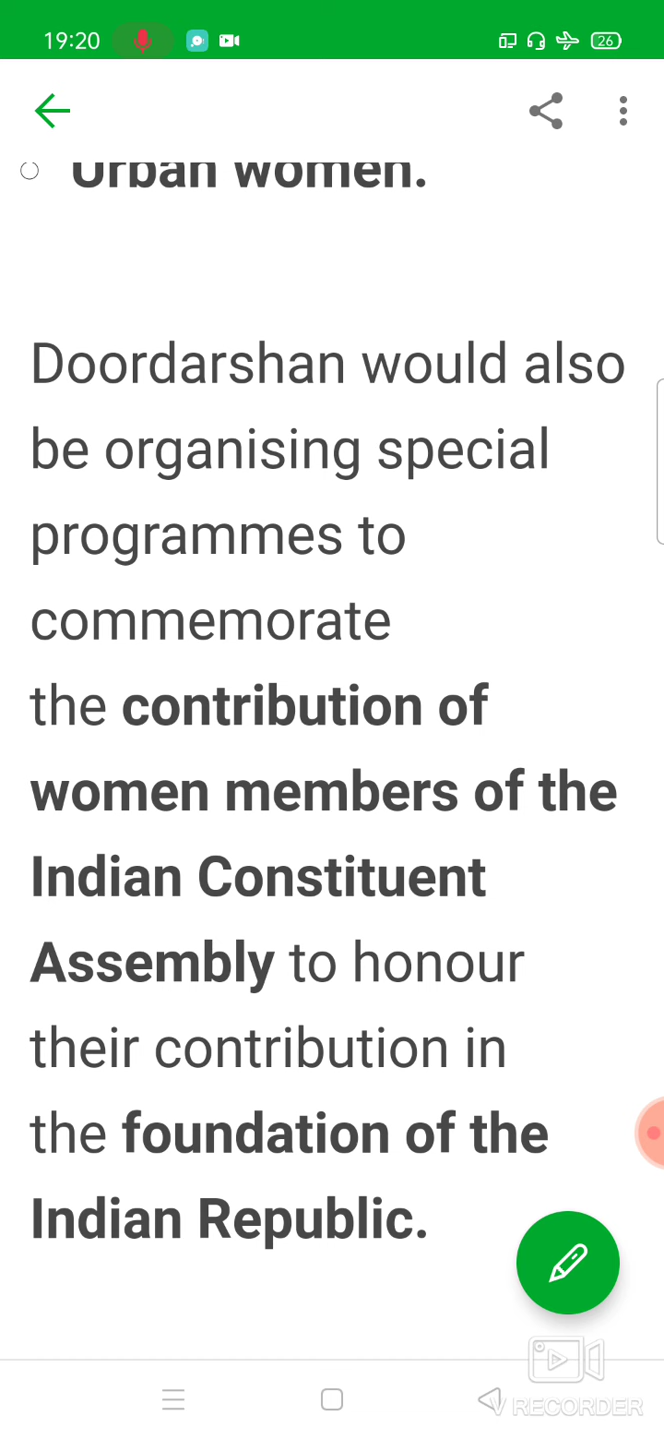 19:20
26
Urban women.
Doordarshan would also
be organising special
programmes to
commemorate
the contribution of
women members of the
Indian Constituent
Assembly to honour
their contribution in
the foundation of the
Indian Republic.
V RECORDER